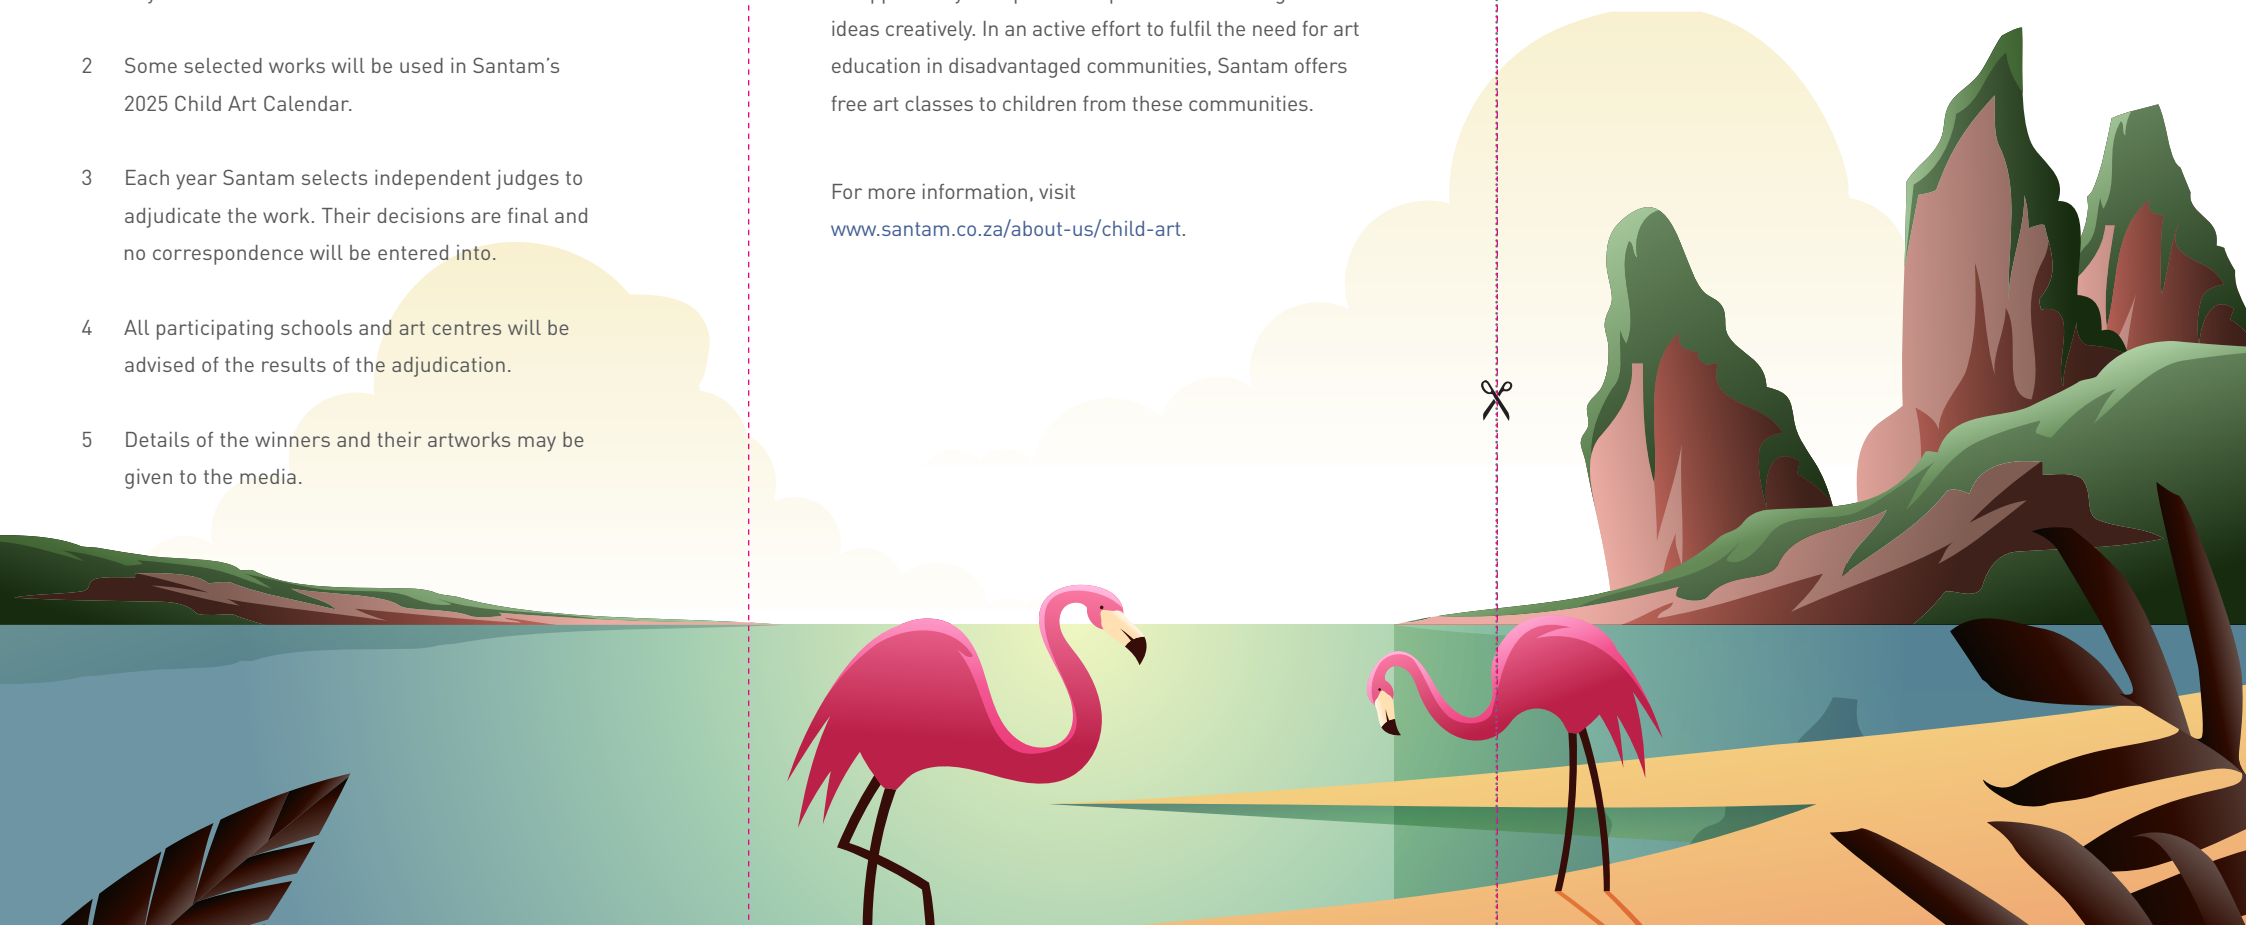 2 Some selected works will be used in Santam’s
2025 Child Art Calendar.
3 Each year Santam selects independent judges to
adjudicate the work. Their decisions are final and
no correspondence will be entered into.
4 All participating schools and art centres will be
advised of the results of the adjudication.
5 Details of the winners and their artworks may be
given to the media.
ideas creatively. In an active effort to fulfil the need for art
education in disadvantaged communities, Santam offers
free art classes to children from these communities.
For more information, visit
www.santam.co.za/about-us/child-art.